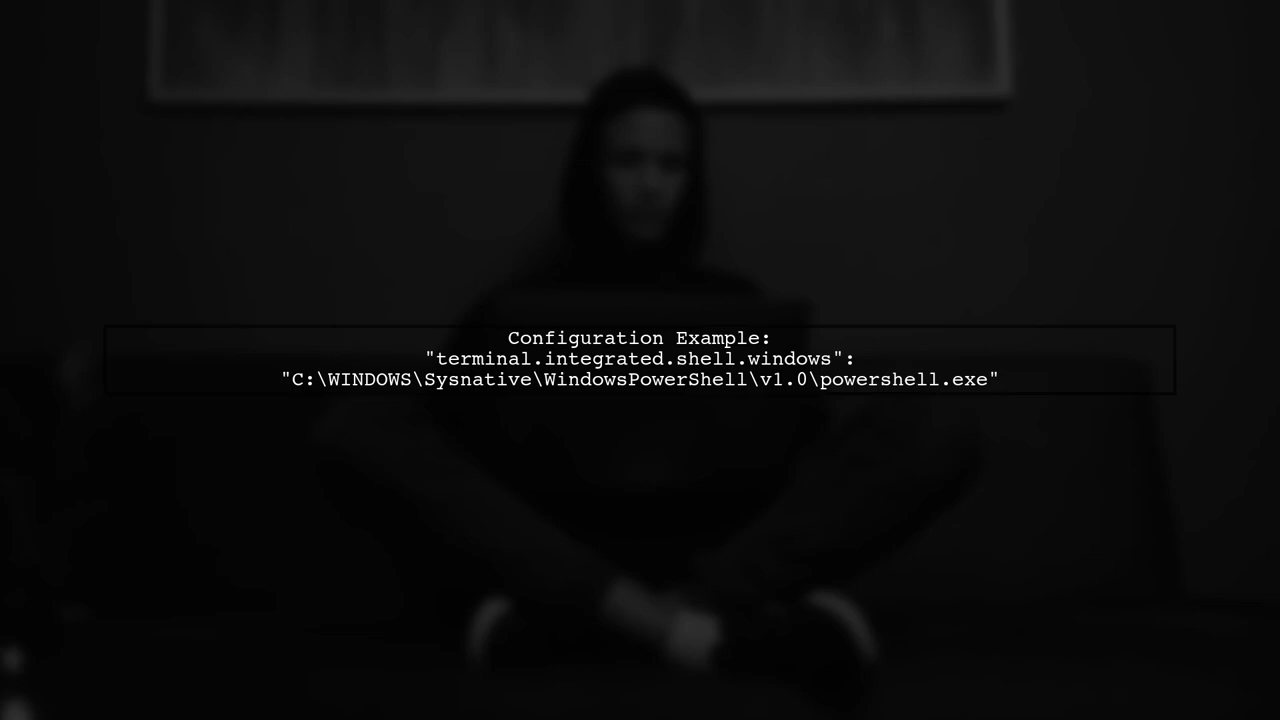 Configuration Example:
"terminal.integrated.shell.windows":
"C:\WINDOWS\Sysnative\WindowsPowerShell\v1.0\powershell.exe"